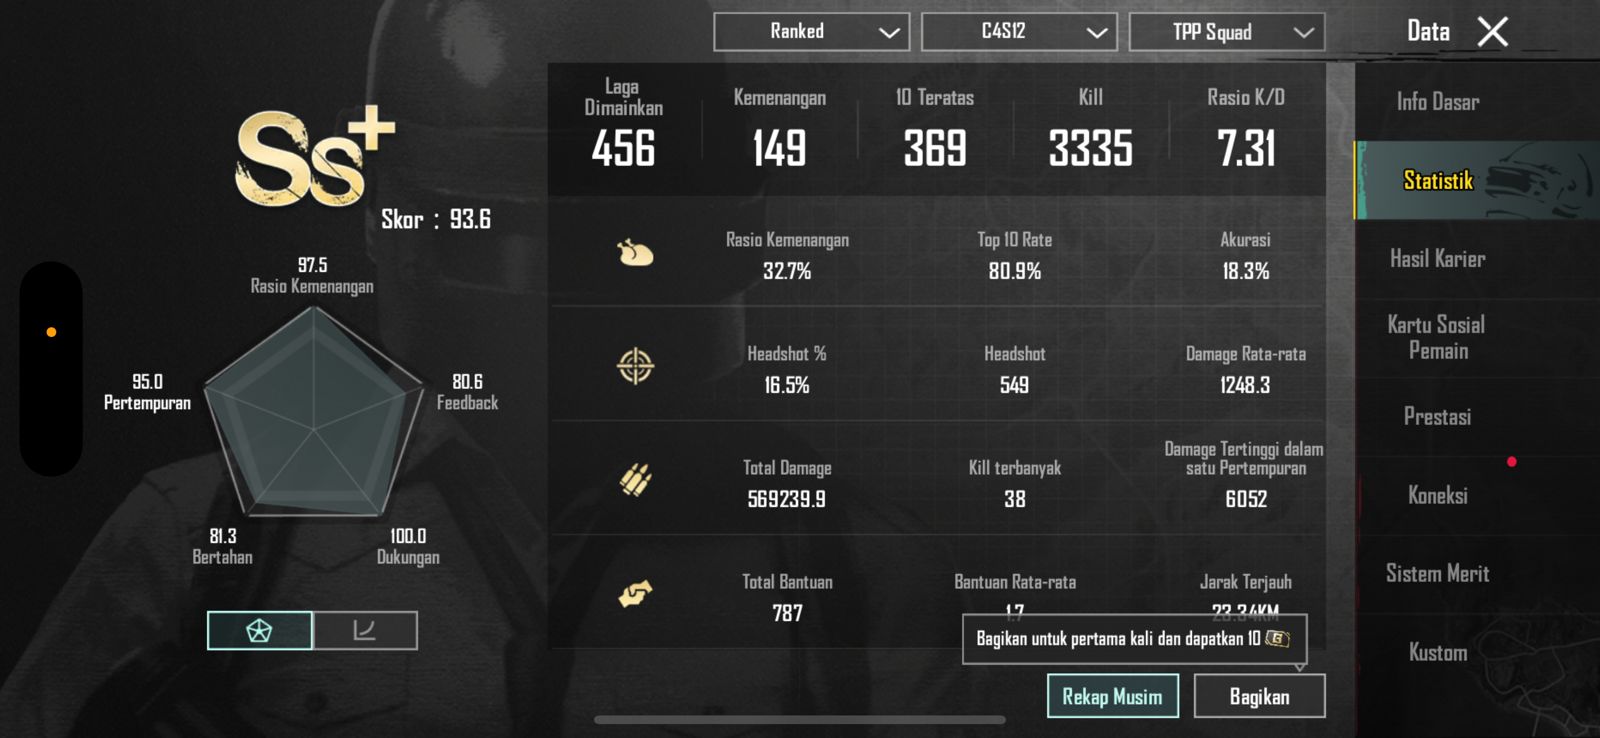 Ranked
C4S12
TPP Squad
Data
Ss+
Skor : 93.6
97.5
Rasio Kemenangan
95.0
Pertempuran
80.6
Feedback
81.3
Bertahan
100.0
Dukungan
Laga
Dimainkan
456
Kemenangan
149
10 Teratas
369
Kill
3335
Rasio K/D
7.31
Rasio Kemenangan
32.7%
Top 10 Rate
80.9%
Akurasi
18.3%
Headshot %
16.5%
Headshot
549
Damage Rata-rata
1248.3
Total Damage
569239.9
Kill terbanyak
38
Damage Tertinggi dalam
satu Pertempuran
6052
Total Bantuan
787
Bantuan Rata-rata
1.7
Jarak Terjauh
23.34KM
Bagikan untuk pertama kali dan dapatkan 10
Rekap Musim
Bagikan
Info Dasar
Statistik
Hasil Karier
Kartu Sosial
Pemain
Prestasi
Koneksi
Sistem Merit
Kustom